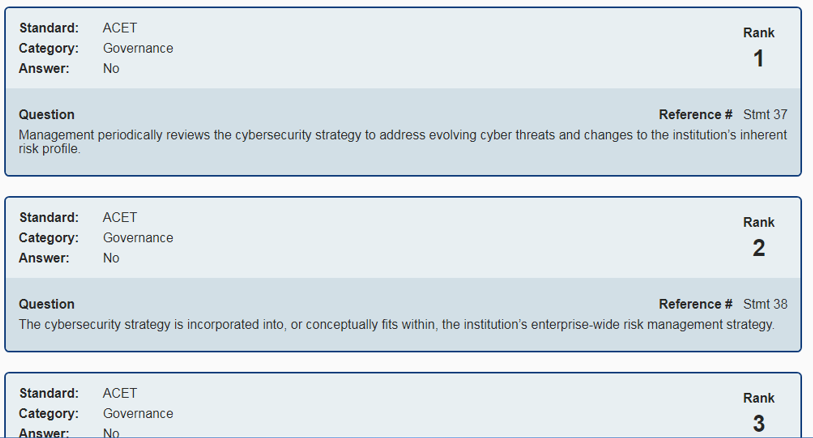 Standard: ACET
Rank
Category: Governance
1
Answer: No
Question Reference # Stmt 37
Management periodically reviews the cybersecurity strategy to address evolving cyber threats and changes to the institution's inherent
risk profile.
Standard: ACET
Rank
Category: Governance
2
Answer: No
Question Reference # Stmt 38
The cybersecurity strategy is incorporated into, or conceptually fits within, the institution's enterprise-wide risk management strategy.
Standard: ACET
Rank
Category: Governance
3
Answer: No